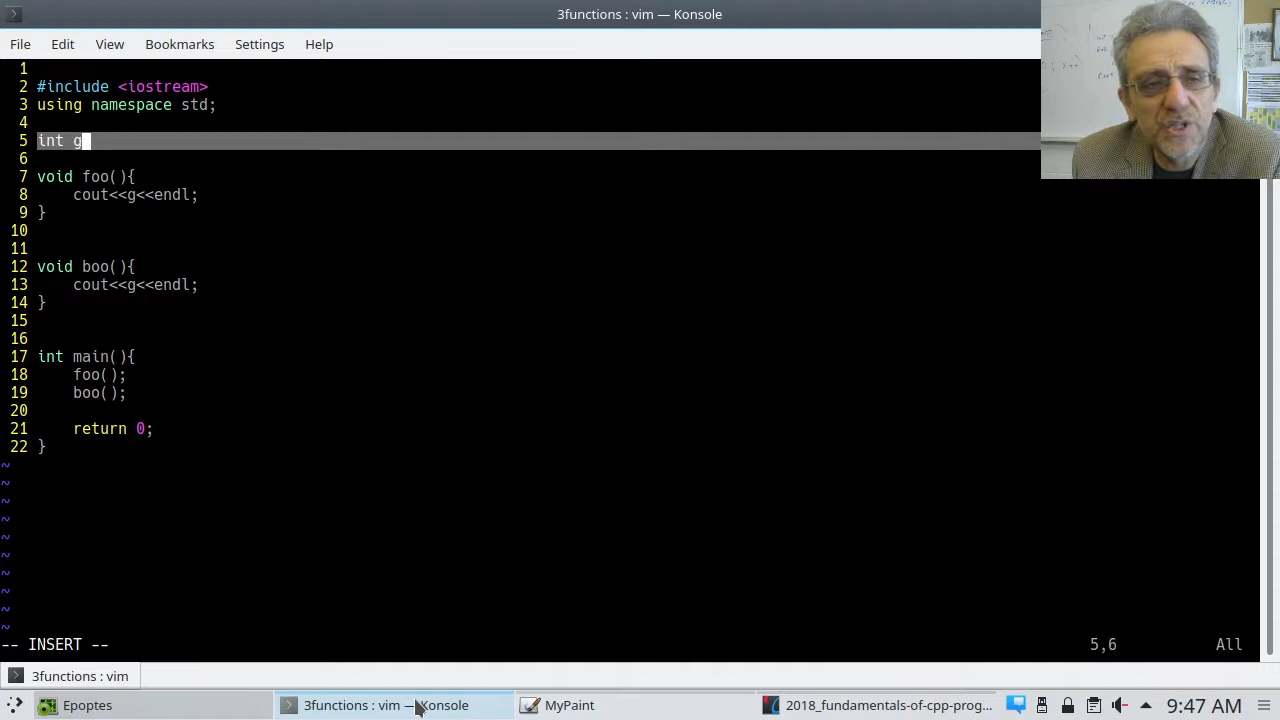 3functions : vim — Konsole
File Edit View Bookmarks Settings Help
1
2 #include <iostream>
3 using namespace std;
4
5 int g
6
7 void foo(){
8 cout<<g<<endl;
9 }
10
11
12 void boo(){
13 cout<<g<<endl;
14 }
15
16
17 int main(){
18 foo();
19 boo();
20
21 return 0;
22 }
~
~
~
~
~
~
~
~
~
~
-- INSERT -- 5,6 All
3functions : vim
Epoptes 3functions : vim — Konsole MyPaint 2018_fundamentals-of-cpp-prog... 9:47 AM